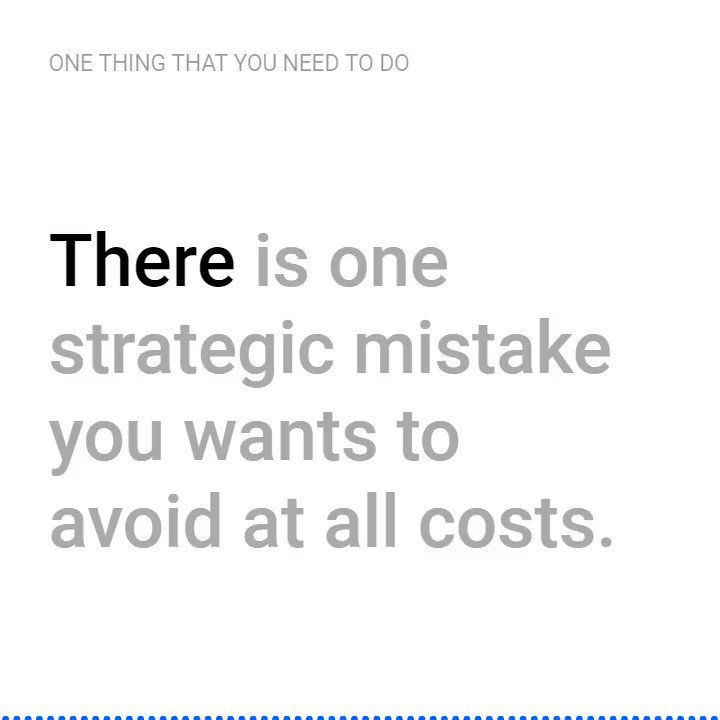 ONE THING THAT YOU NEED TO DO
There is one
strategic mistake
you wants to
avoid at all costs.